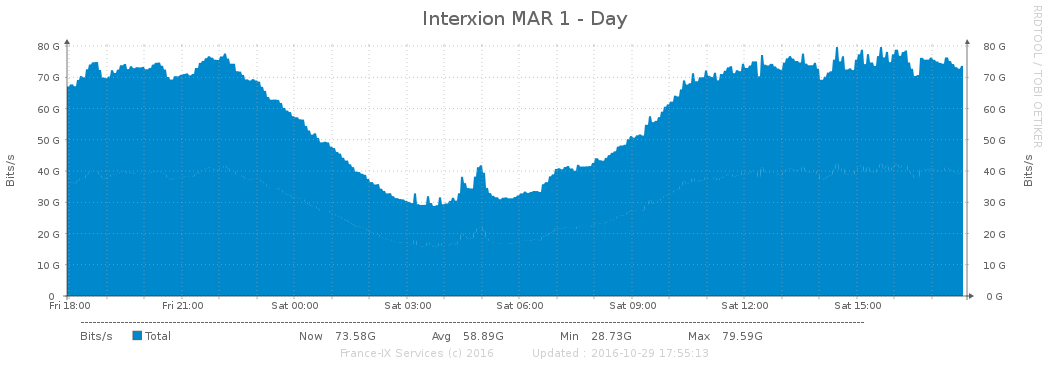 Interxion MAR 1 - Day
RRDTOOL / TOBI OETIKER
Bits/s
80 G
70 G
60 G
50 G
40 G
30 G
20 G
10 G
0
80 G
70 G
60 G
50 G
40 G
30 G
20 G
10 G
0 G
Bits/s
Fri 18:00 Fri 21:00 Sat 00:00 Sat 03:00 Sat 06:00 Sat 09:00 Sat 12:00 Sat 15:00
Bits/s Total Now 73.58G Avg 58.89G Min 28.73G Max 79.59G
France-IX Services (c) 2016 Updated : 2016-10-29 17:55:13